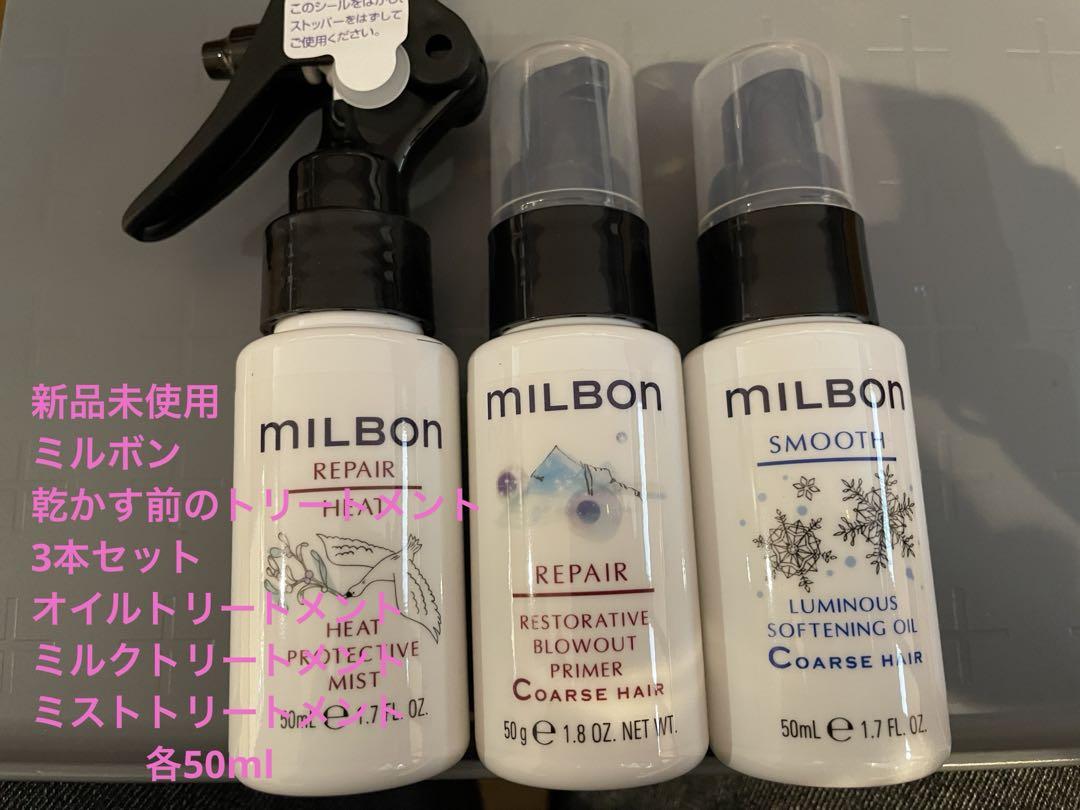 このシールをはがし、
ストッパーをはずして
ご使用ください。
milbon
REPAIR
HEAT
HEAT
PROTECTIVE
MIST
50mL e 1.7 FL. OZ.
milbon
REPAIR
RESTORATIVE
BLOWOUT
PRIMER
COARSE HAIR
50g e 1.8 OZ. NET WT.
milbon
SMOOTH
LUMINOUS
SOFTENING OIL
COARSE HAIR
50mL e 1.7 FL. OZ.
新品未使用
ミルボン
乾かす前のトリートメント
3本セット
オイルトリートメント
ミルクトリートメント
ミストトリートメント
各50ml